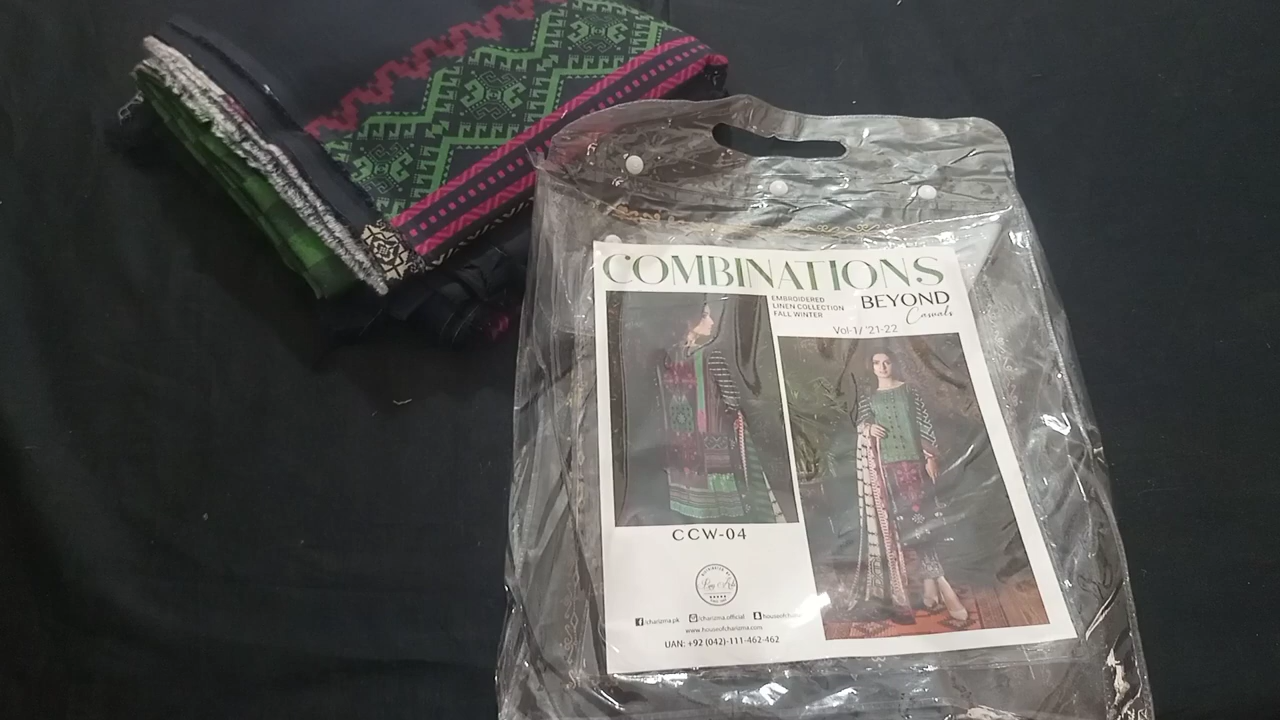 COMBINATIONS
EMBROIDERED
LINEN COLLECTION
FALL WINTER
BEYOND
Casuals
Vol-1/ '21-22
CCW-04
/charizma.pk /charizma.official
www.houseofcharizma.com
UAN: +92 (042)-111-462-462